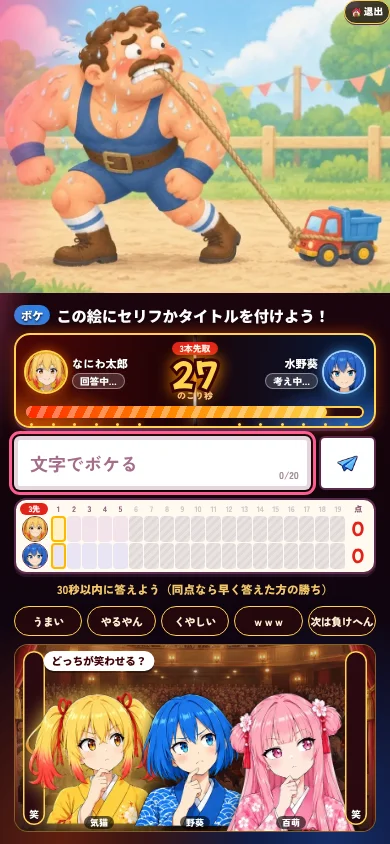 退出
ボケ この絵にセリフかタイトルを付けよう！
3本先取
なにわ太郎
回答中...
27
のこり秒
水野葵
考え中...
文字でボケる
0/20
3先 1 2 3 4 5 6 7 8 9 10 11 12 13 14 15 16 17 18 19 点
0
0
30秒以内に答えよう（同点なら早く答えた方の勝ち）
うまい やるやん くやしい ｗｗｗ 次は負けへん
どっちが笑わせる？
笑 気猫 野葵 百萌 笑